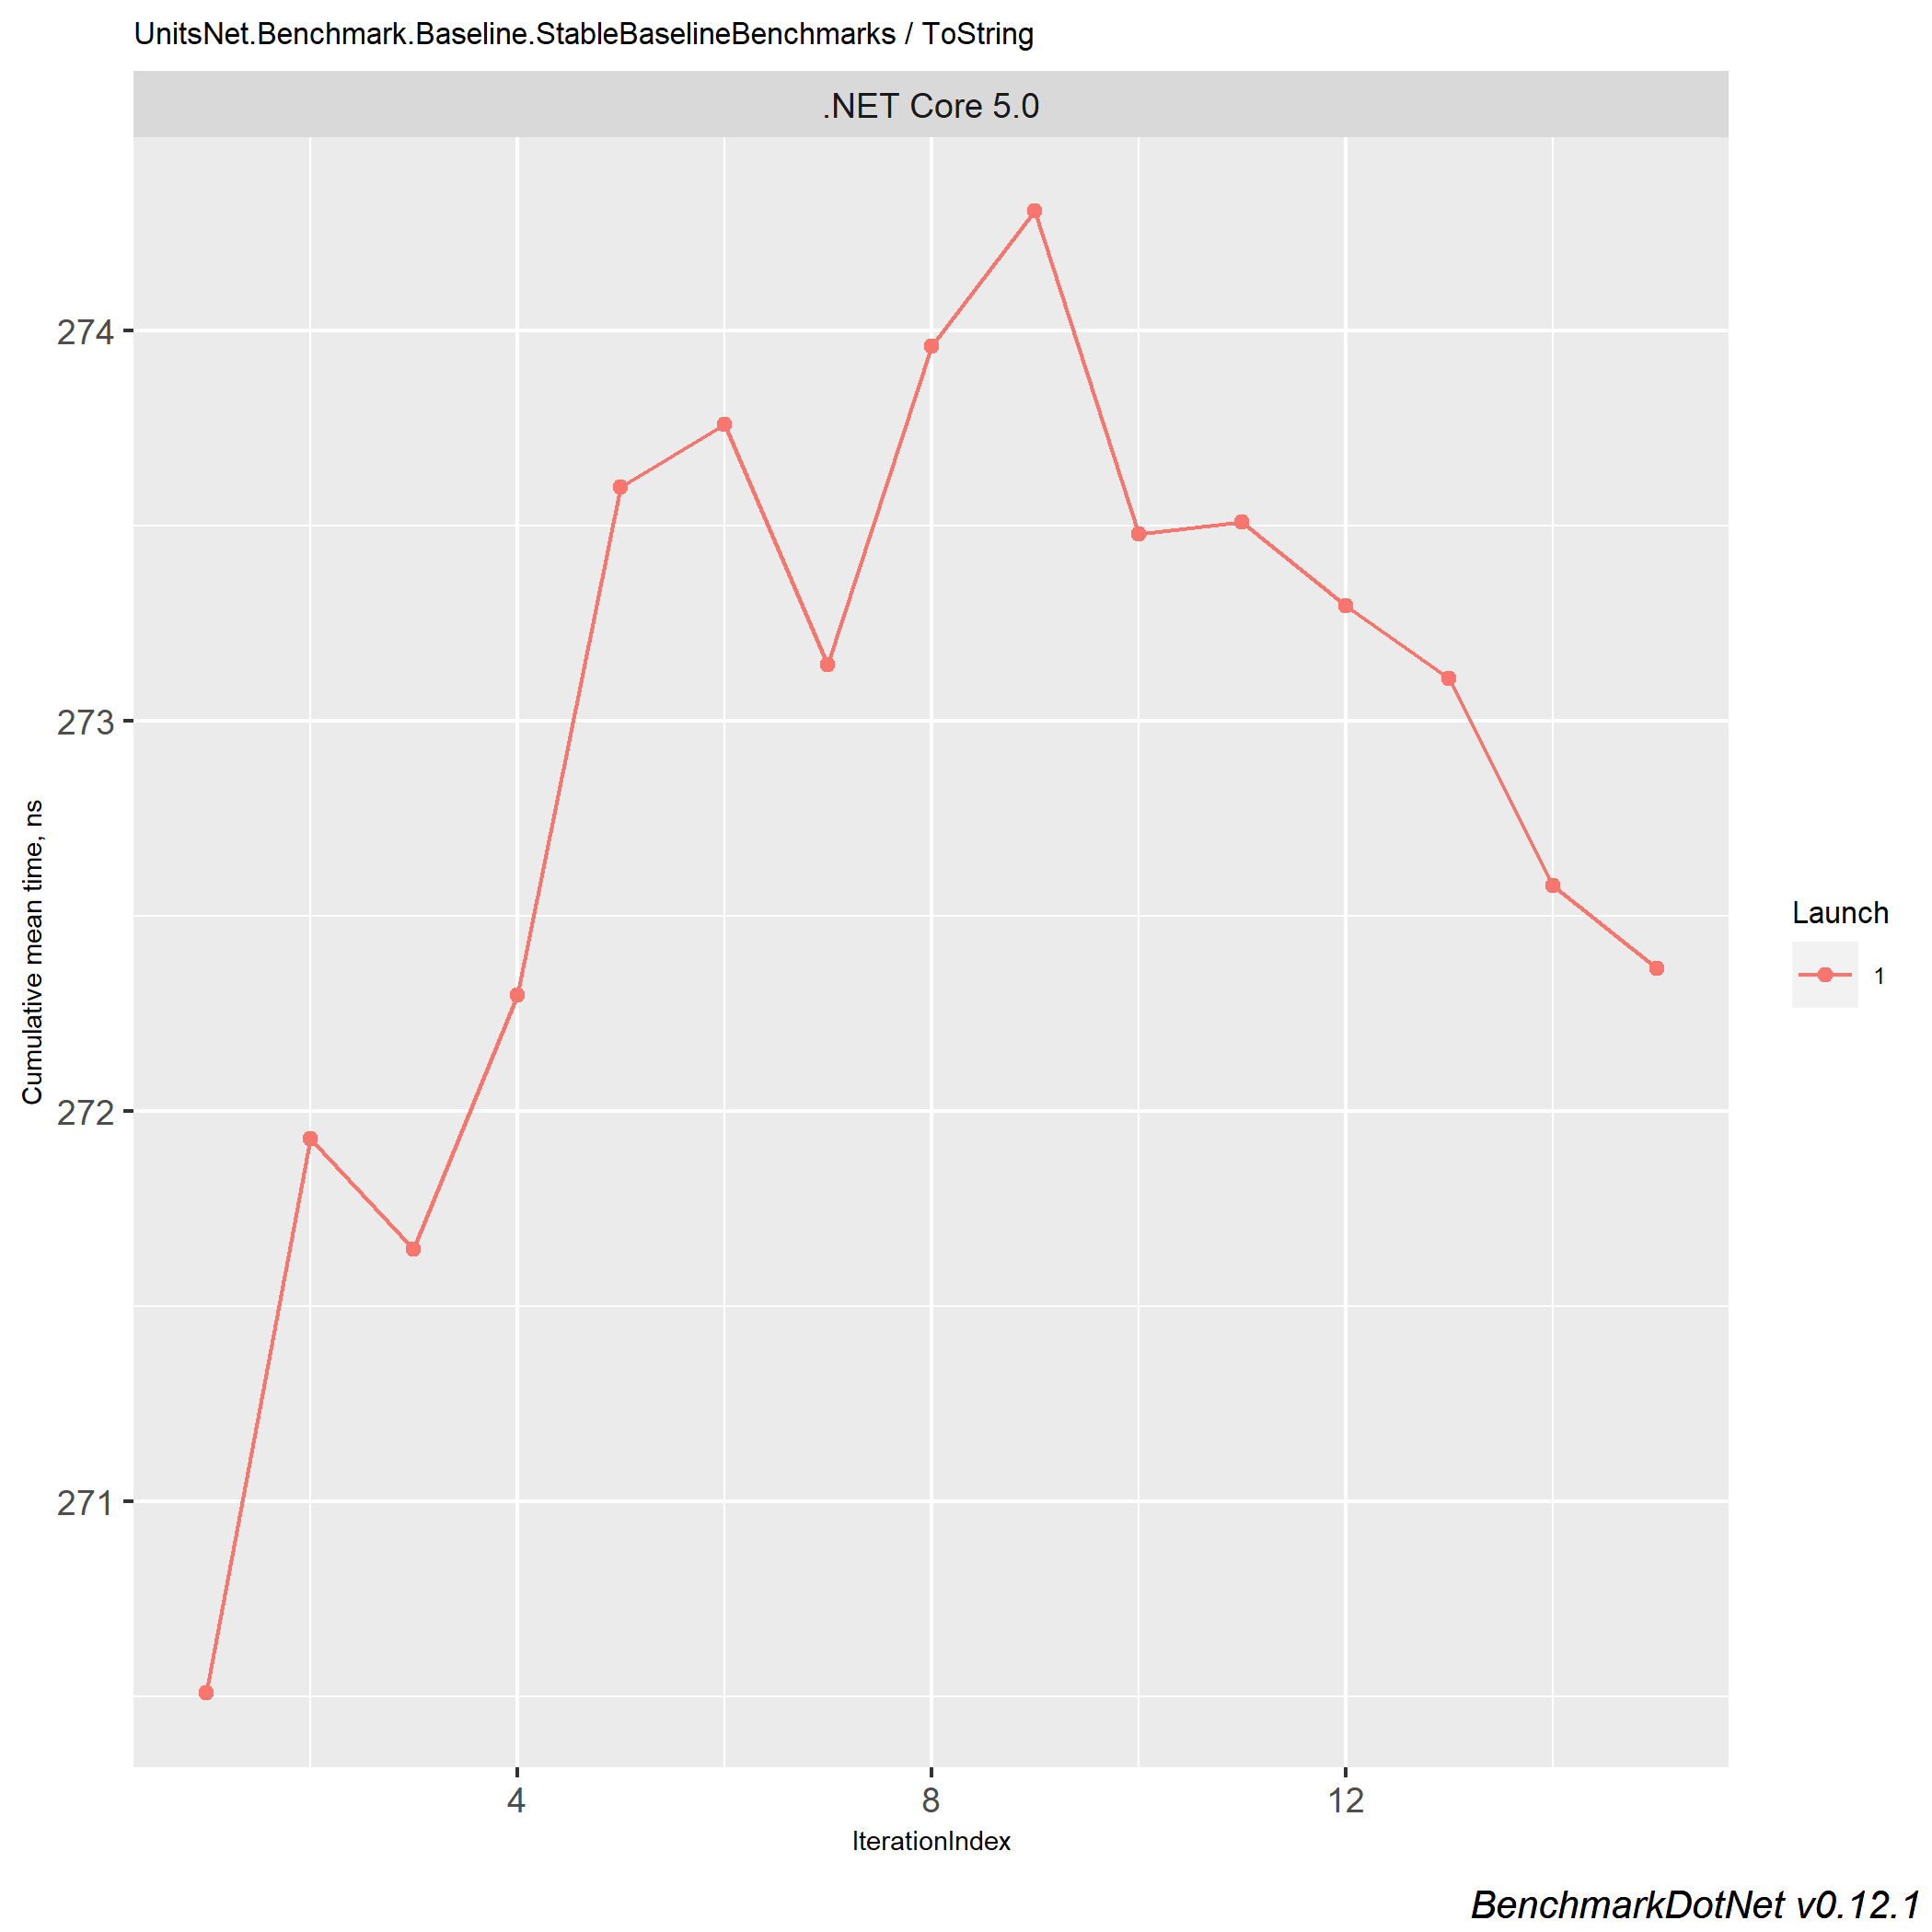 UnitsNet.Benchmark.Baseline.StableBaselineBenchmarks / ToString
.NET Core 5.0
274
273
272
271
Cumulative mean time, ns
4
8
12
IterationIndex
Launch
1
BenchmarkDotNet v0.12.1